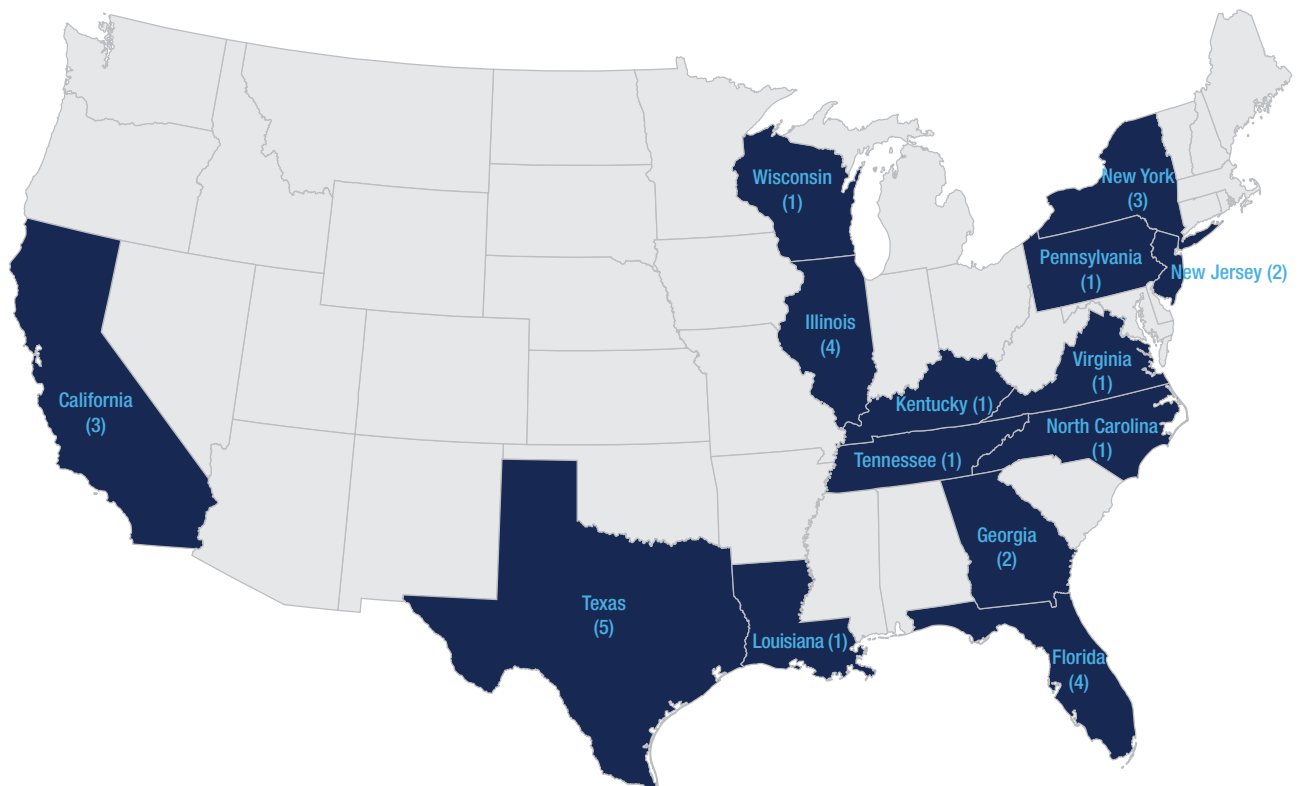 Wisconsin
(1)
New York
(3)
Pennsylvania
(1)
New Jersey (2)
Illinois
(4)
Virginia
(1)
California
(3)
Kentucky (1)
North Carolina
(1)
Tennessee (1)
Georgia
(2)
Texas
(5)
Louisiana (1)
Florida
(4)